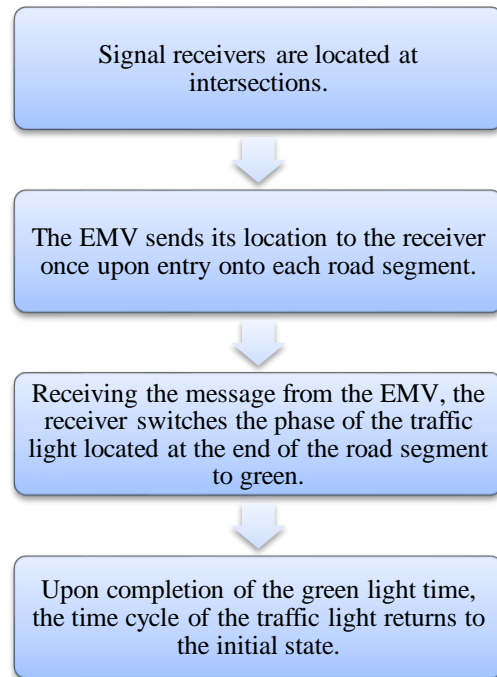 Signal receivers are located at
intersections.
The EMV sends its location to the receiver
once upon entry onto each road segment.
Receiving the message from the EMV, the
receiver switches the phase of the traffic
light located at the end of the road segment
to green.
Upon completion of the green light time,
the time cycle of the traffic light returns to
the initial state.